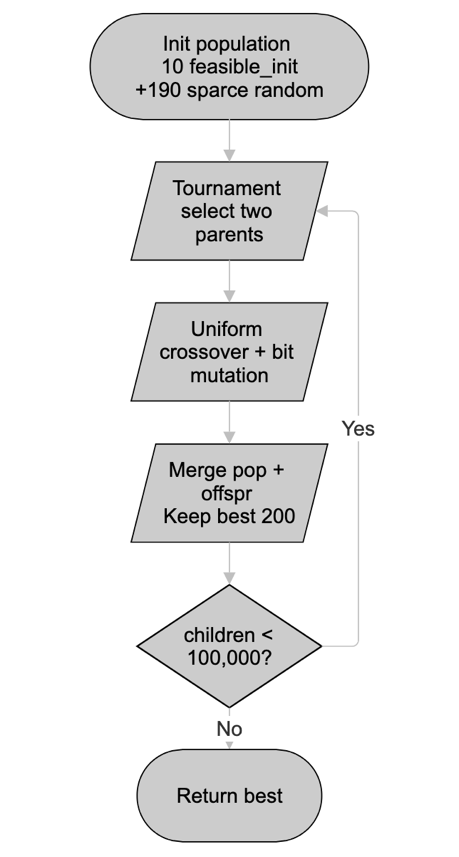 Init population
10 feasible_init
+190 sparce random
Tournament
select two
parents
Uniform
crossover + bit
mutation
Merge pop +
offspr
Keep best 200
Yes
children <
100,000?
No
Return best